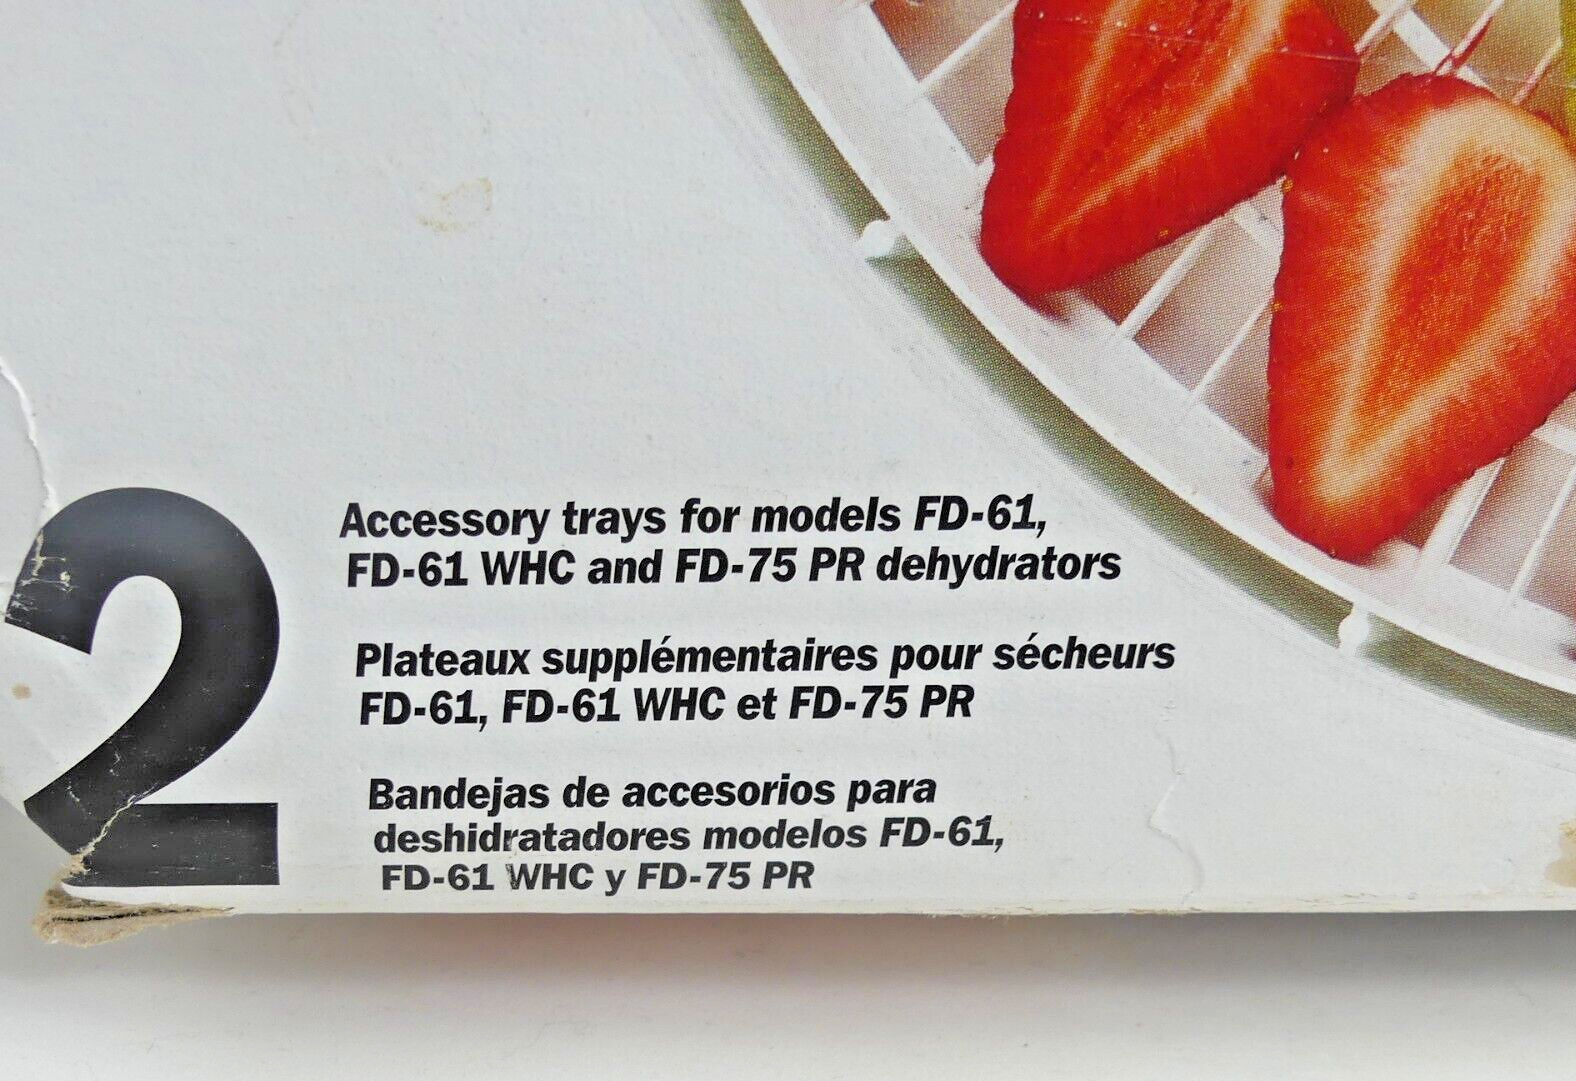 2
Accessory trays for models FD-61,
FD-61 WHC and FD-75 PR dehydrators
Plateaux supplémentaires pour sécheurs
FD-61, FD-61 WHC et FD-75 PR
Bandejas de accesorios para
deshidratadores modelos FD-61,
FD-61 WHC y FD-75 PR